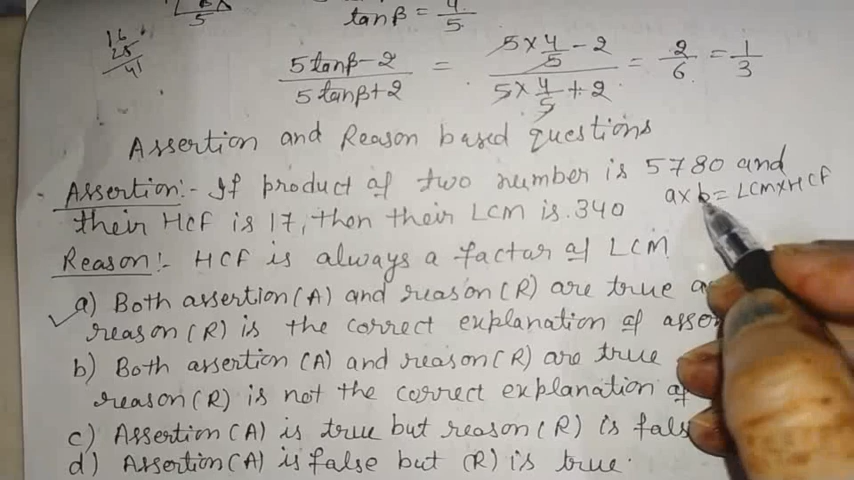 tanβ = 4/5
5
16
25
41
5tanβ-2 / 5tanβ+2 = 5×4/5-2 / 5×4/5+2 = 2/6 = 1/3
Assertion and Reason based questions
Assertion:- If product of two number is 5780 and
their HCF is 17, then their LCM is 340
a×b = LCM×HCF
Reason:- HCF is always a factor of LCM
a) Both assertion (A) and reason (R) are true
reason (R) is the correct explanation of
b) Both assertion (A) and reason (R) are true
reason (R) is not the correct explanation of
c) Assertion (A) is true but reason (R) is
d) Assertion (A) is false but (R) is true.